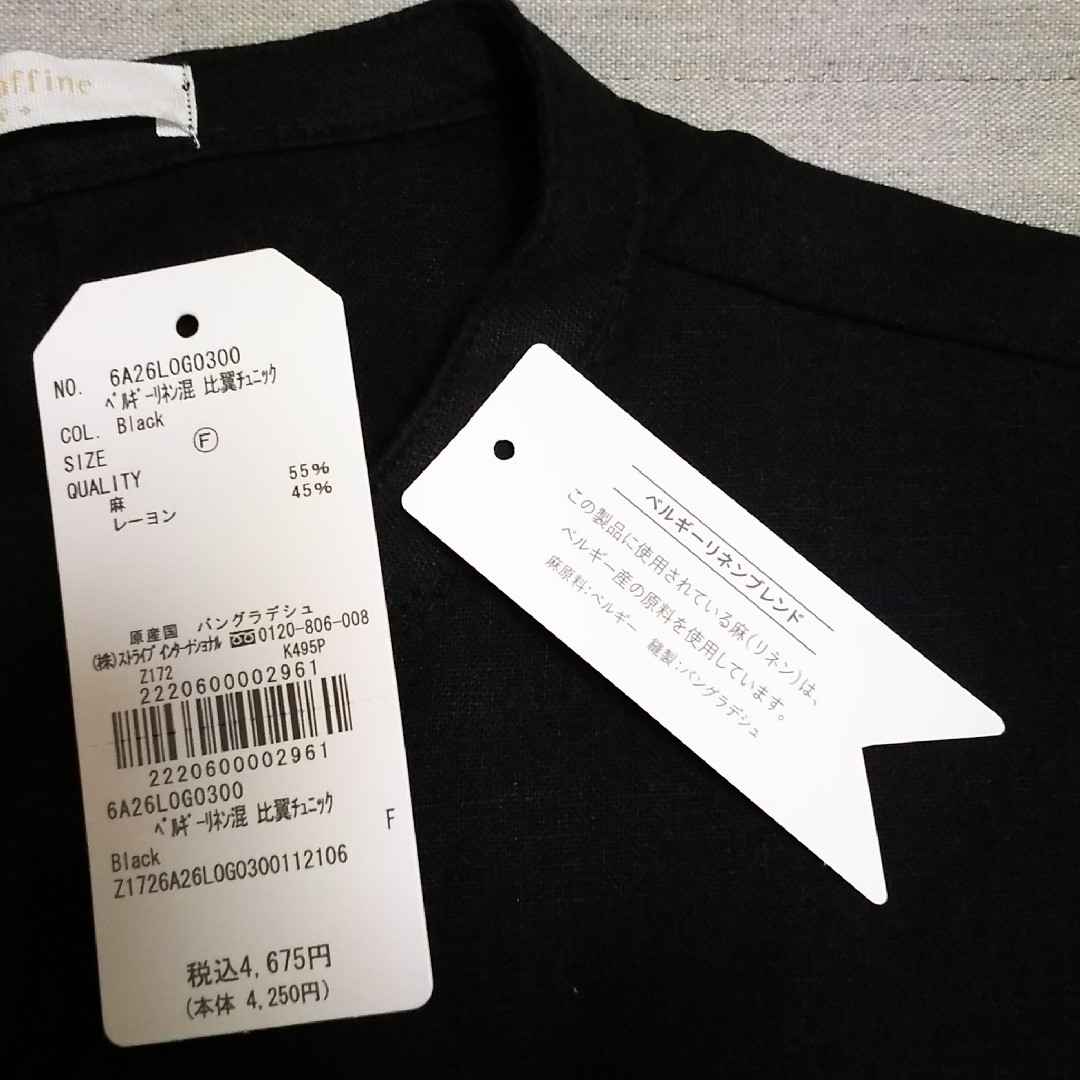 affine
NO. 6A26L0G0300
ﾍﾞﾙｷﾞｰﾘﾈﾝ混 比翼ﾁｭﾆｯｸ
COL. Black
SIZE Ⓕ
QUALITY
麻 55%
レーヨン 45%
原産国 バングラデシュ
(株)ストライプ インターナショナル 0120-806-008
Z172 K495P
2220600002961
2220600002961
6A26L0G0300
ﾍﾞﾙｷﾞｰﾘﾈﾝ混 比翼ﾁｭﾆｯｸ
F
Black
Z1726A26L0G0300112106
税込4,675円
(本体 4,250円)
ベルギーリネンブレンド
この製品に使用されている麻(リネン)は、
ベルギー産の原料を使用しています。
麻原料:ベルギー 縫製:バングラデシュ